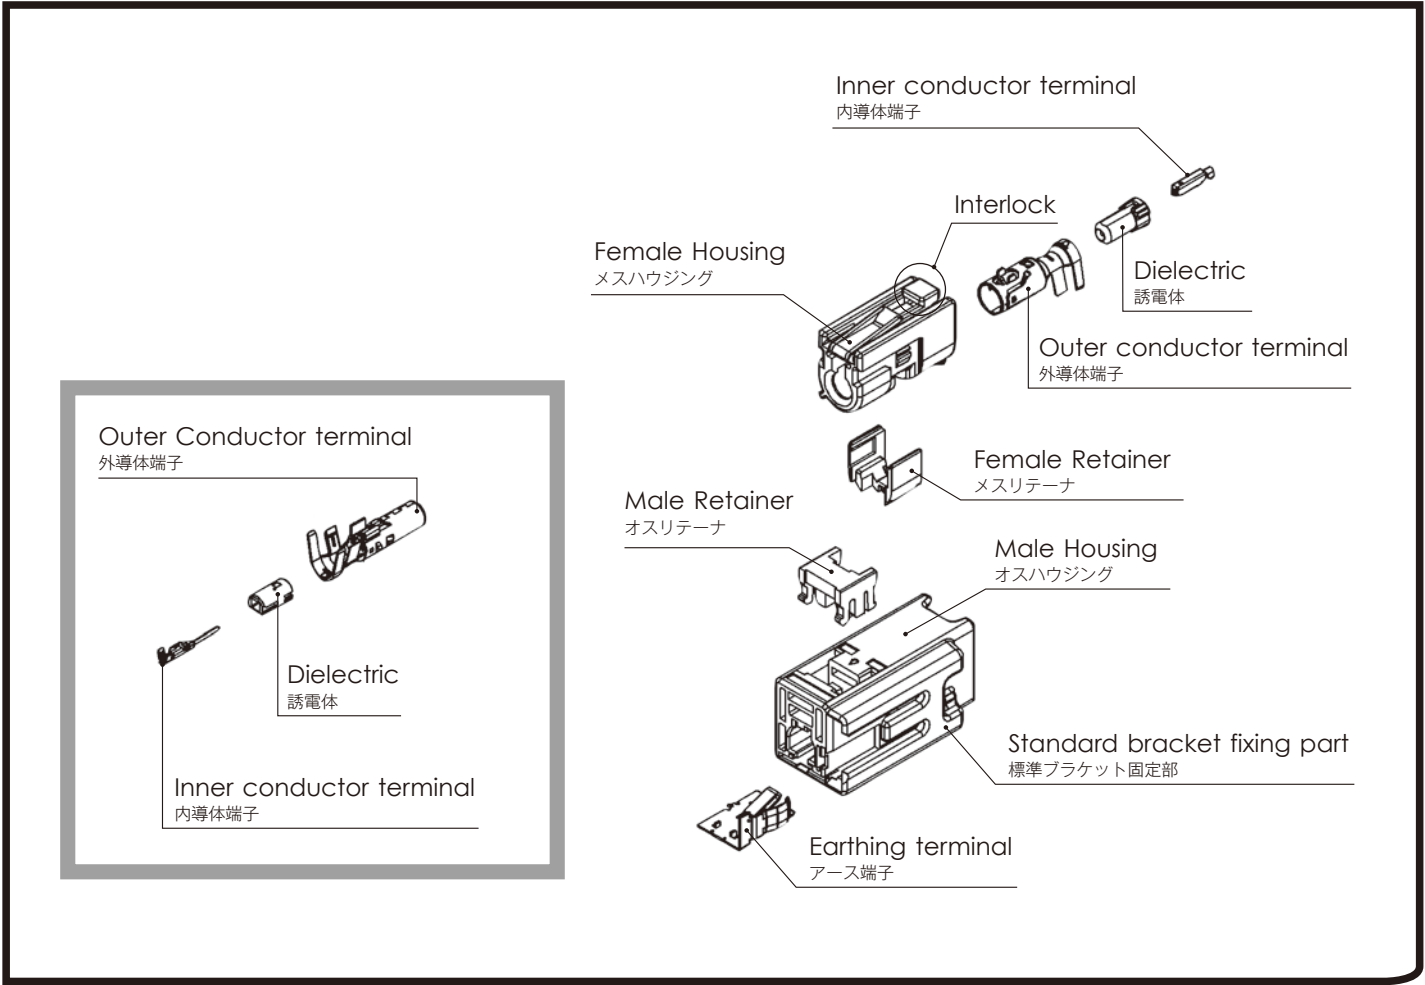 Inner conductor terminal
内導体端子
Interlock
Female Housing
メスハウジング
Dielectric
誘電体
Outer conductor terminal
外導体端子
Outer Conductor terminal
外導体端子
Female Retainer
メスリテーナ
Male Retainer
オスリテーナ
Male Housing
オスハウジング
Dielectric
誘電体
Standard bracket fixing part
標準ブラケット固定部
Inner conductor terminal
内導体端子
Earthing terminal
アース端子